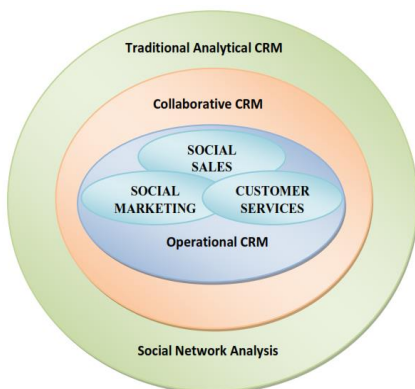 Traditional Analytical CRM
Collaborative CRM
SOCIAL
SALES
SOCIAL
MARKETING
CUSTOMER
SERVICES
Operational CRM
Social Network Analysis